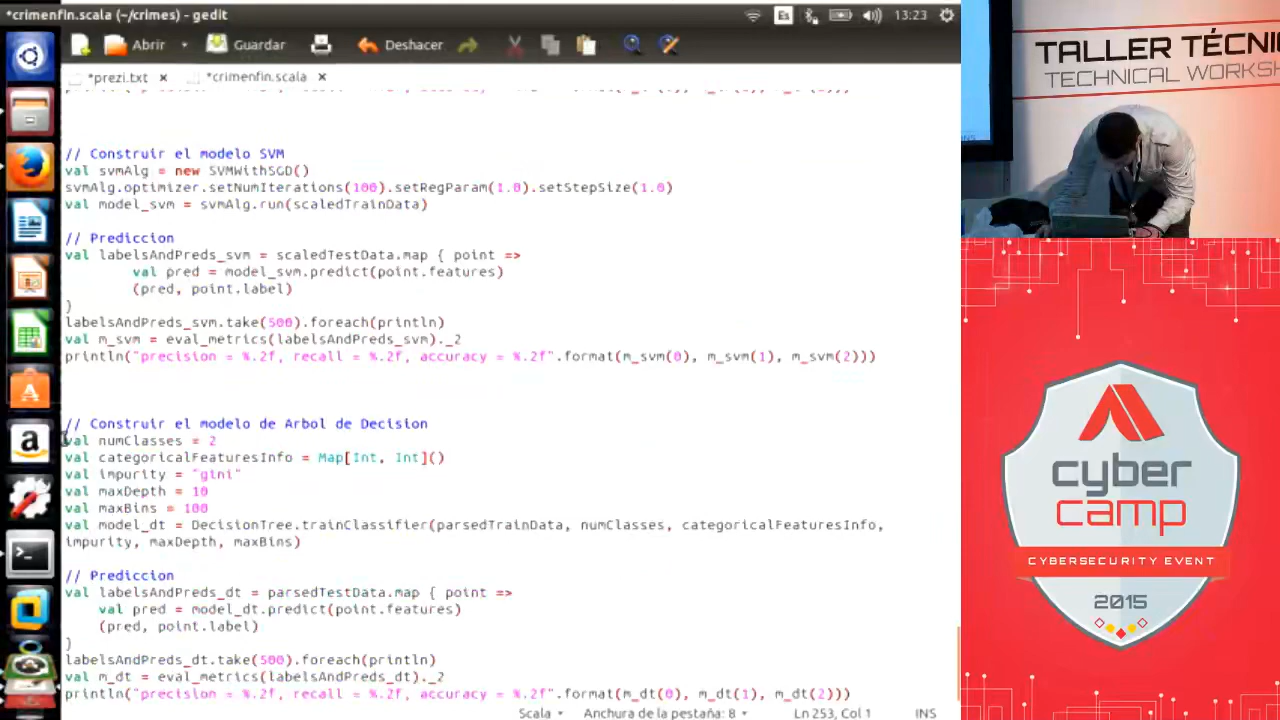 *crimenfin.scala (~/crimes) - gedit
Es
13:23
Abrir
Guardar
Deshacer
*prezi.txt
*crimenfin.scala
// Construir el modelo SVM
val svmAlg = new SVMWithSGD()
svmAlg.optimizer.setNumIterations(100).setRegParam(1.0).setStepSize(1.0)
val model_svm = svmAlg.run(scaledTrainData)
// Prediccion
val labelsAndPreds_svm = scaledTestData.map { point =>
val pred = model_svm.predict(point.features)
(pred, point.label)
}
labelsAndPreds_svm.take(500).foreach(println)
val m_svm = eval_metrics(labelsAndPreds_svm)._2
println("precision = %.2f, recall = %.2f, accuracy = %.2f".format(m_svm(0), m_svm(1), m_svm(2)))
// Construir el modelo de Arbol de Decision
val numClasses = 2
val categoricalFeaturesInfo = Map[Int, Int]()
val impurity = "gini"
val maxDepth = 10
val maxBins = 100
val model_dt = DecisionTree.trainClassifier(parsedTrainData, numClasses, categoricalFeaturesInfo,
impurity, maxDepth, maxBins)
// Prediccion
val labelsAndPreds_dt = parsedTestData.map { point =>
val pred = model_dt.predict(point.features)
(pred, point.label)
}
labelsAndPreds_dt.take(500).foreach(println)
val m_dt = eval_metrics(labelsAndPreds_dt)._2
println("precision = %.2f, recall = %.2f, accuracy = %.2f".format(m_dt(0), m_dt(1), m_dt(2)))
Scala
Anchura de la pestaña: 8
Ln 253, Col 1
INS
TALLER TÉCNI
TECHNICAL WORKSH
cyber
camp
CYBERSECURITY EVENT
2015